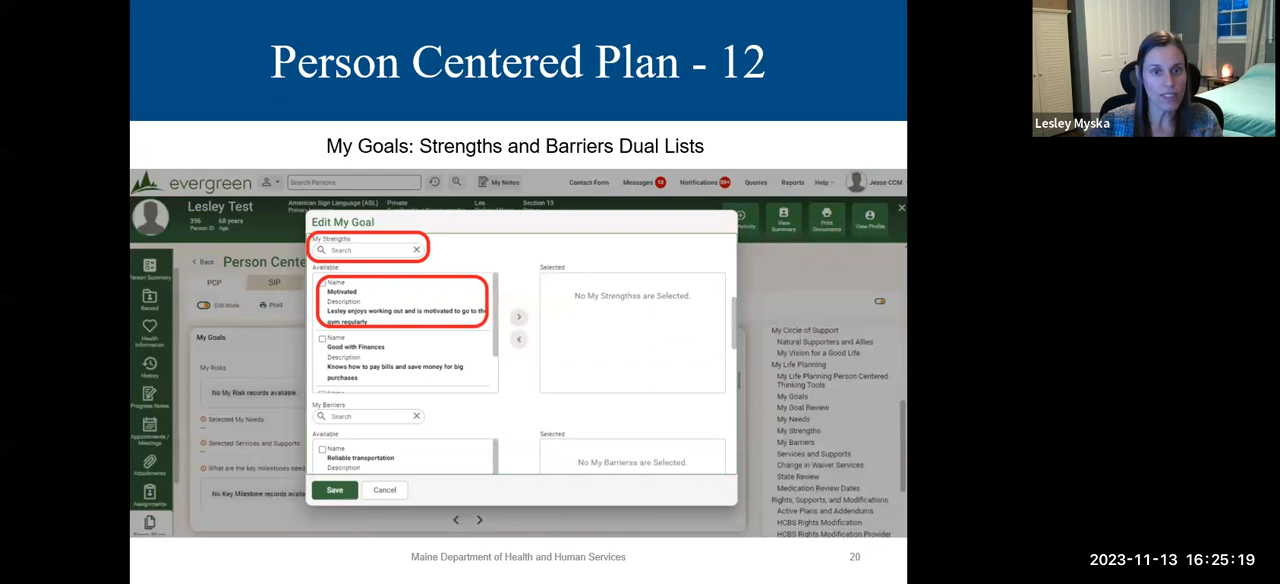 Person Centered Plan - 12
My Goals: Strengths and Barriers Dual Lists
evergreen
Search Persons
My Notes
Contact Form
Messages 18
Notifications 99+
Queries
Reports
Help
Jesse CCM
Lesley Test
396 68 years
Person ID Age
American Sign Language (ASL)
Private
Lea
Section 13
View Summary
Print Documents
View Profile
Person Summary
Record
Health Information
History
Progress Notes
Appointments / Meetings
Attachments
Assignments
Back
Person Cente
PCP
SIP
Edit Mode
Print
My Goals
My Risks
No My Risk records available.
Selected My Needs
--
Selected Services and Supports
--
What are the key milestones need
No Key Milestone records availa
Edit My Goal
My Strengths
Search
Available
Name
Motivated
Description
Lesley enjoys working out and is motivated to go to the
gym regularly
Name
Good with Finances
Description
Knows how to pay bills and save money for big
purchases
Selected
No My Strengthss are Selected.
My Barriers
Search
Available
Name
Reliable transportation
Description
Selected
No My Barrierss are Selected.
Save
Cancel
My Circle of Support
Natural Supporters and Allies
My Vision for a Good Life
My Life Planning
My Life Planning Person Centered
Thinking Tools
My Goals
My Goal Review
My Needs
My Strengths
My Barriers
Services and Supports
Change in Waiver Services
State Review
Medication Review Dates
Rights, Supports, and Modifications
Active Plans and Addendums
HCBS Rights Modification
HCBS Rights Modification Provider
Maine Department of Health and Human Services
20
Lesley Myska
2023-11-13 16:25:19